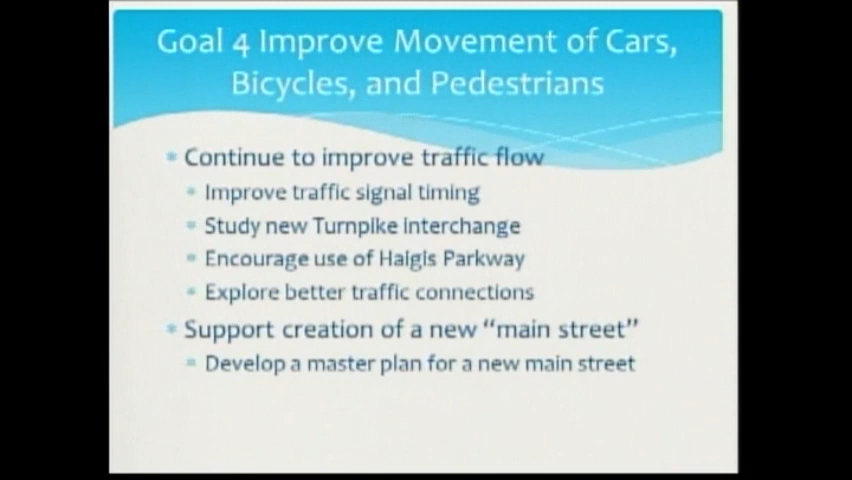 Goal 4 Improve Movement of Cars,
Bicycles, and Pedestrians
* Continue to improve traffic flow
* Improve traffic signal timing
* Study new Turnpike interchange
* Encourage use of Haigis Parkway
* Explore better traffic connections
* Support creation of a new “main street”
* Develop a master plan for a new main street